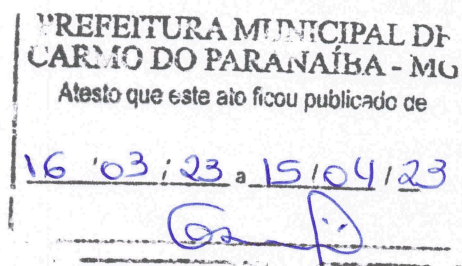 PREFEITURA MUNICIPAL DE
CARMO DO PARANAÍBA - MG
Atesto que este ato ficou publicado de
16 / 03 / 23 a 15 / 04 / 23